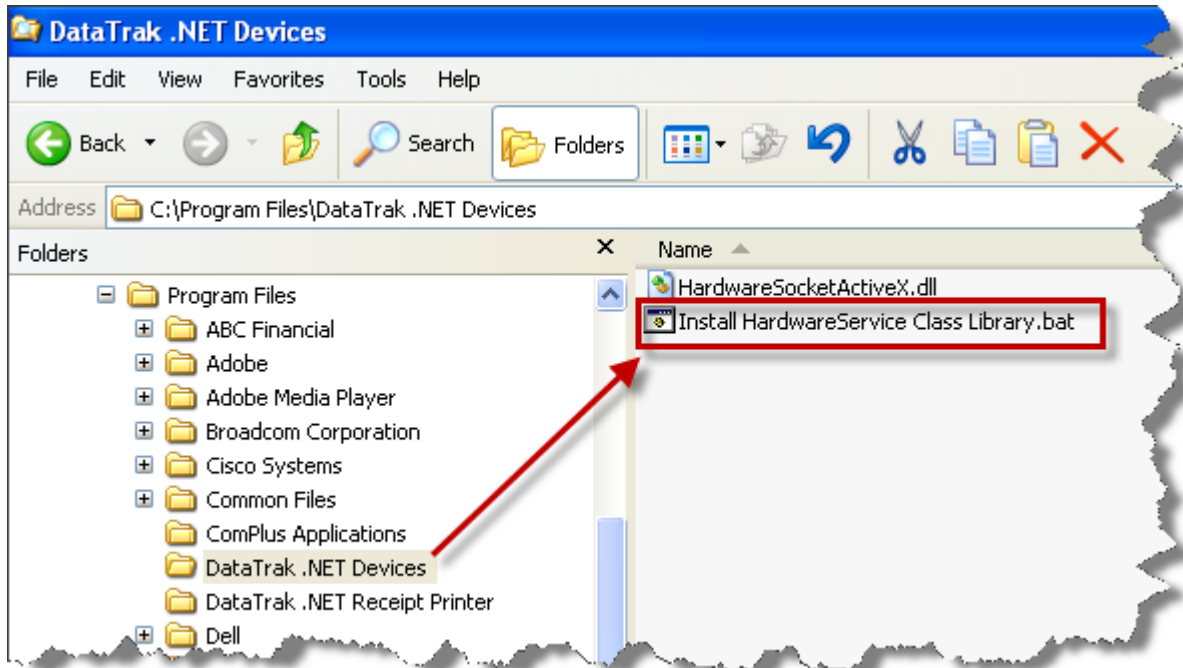 DataTrak .NET Devices
File Edit View Favorites Tools Help
Back Search Folders
Address C:\Program Files\DataTrak .NET Devices
Folders
Name
Program Files
ABC Financial
Adobe
Adobe Media Player
Broadcom Corporation
Cisco Systems
Common Files
ComPlus Applications
DataTrak .NET Devices
DataTrak .NET Receipt Printer
Dell
HardwareSocketActiveX.dll
Install HardwareService Class Library.bat